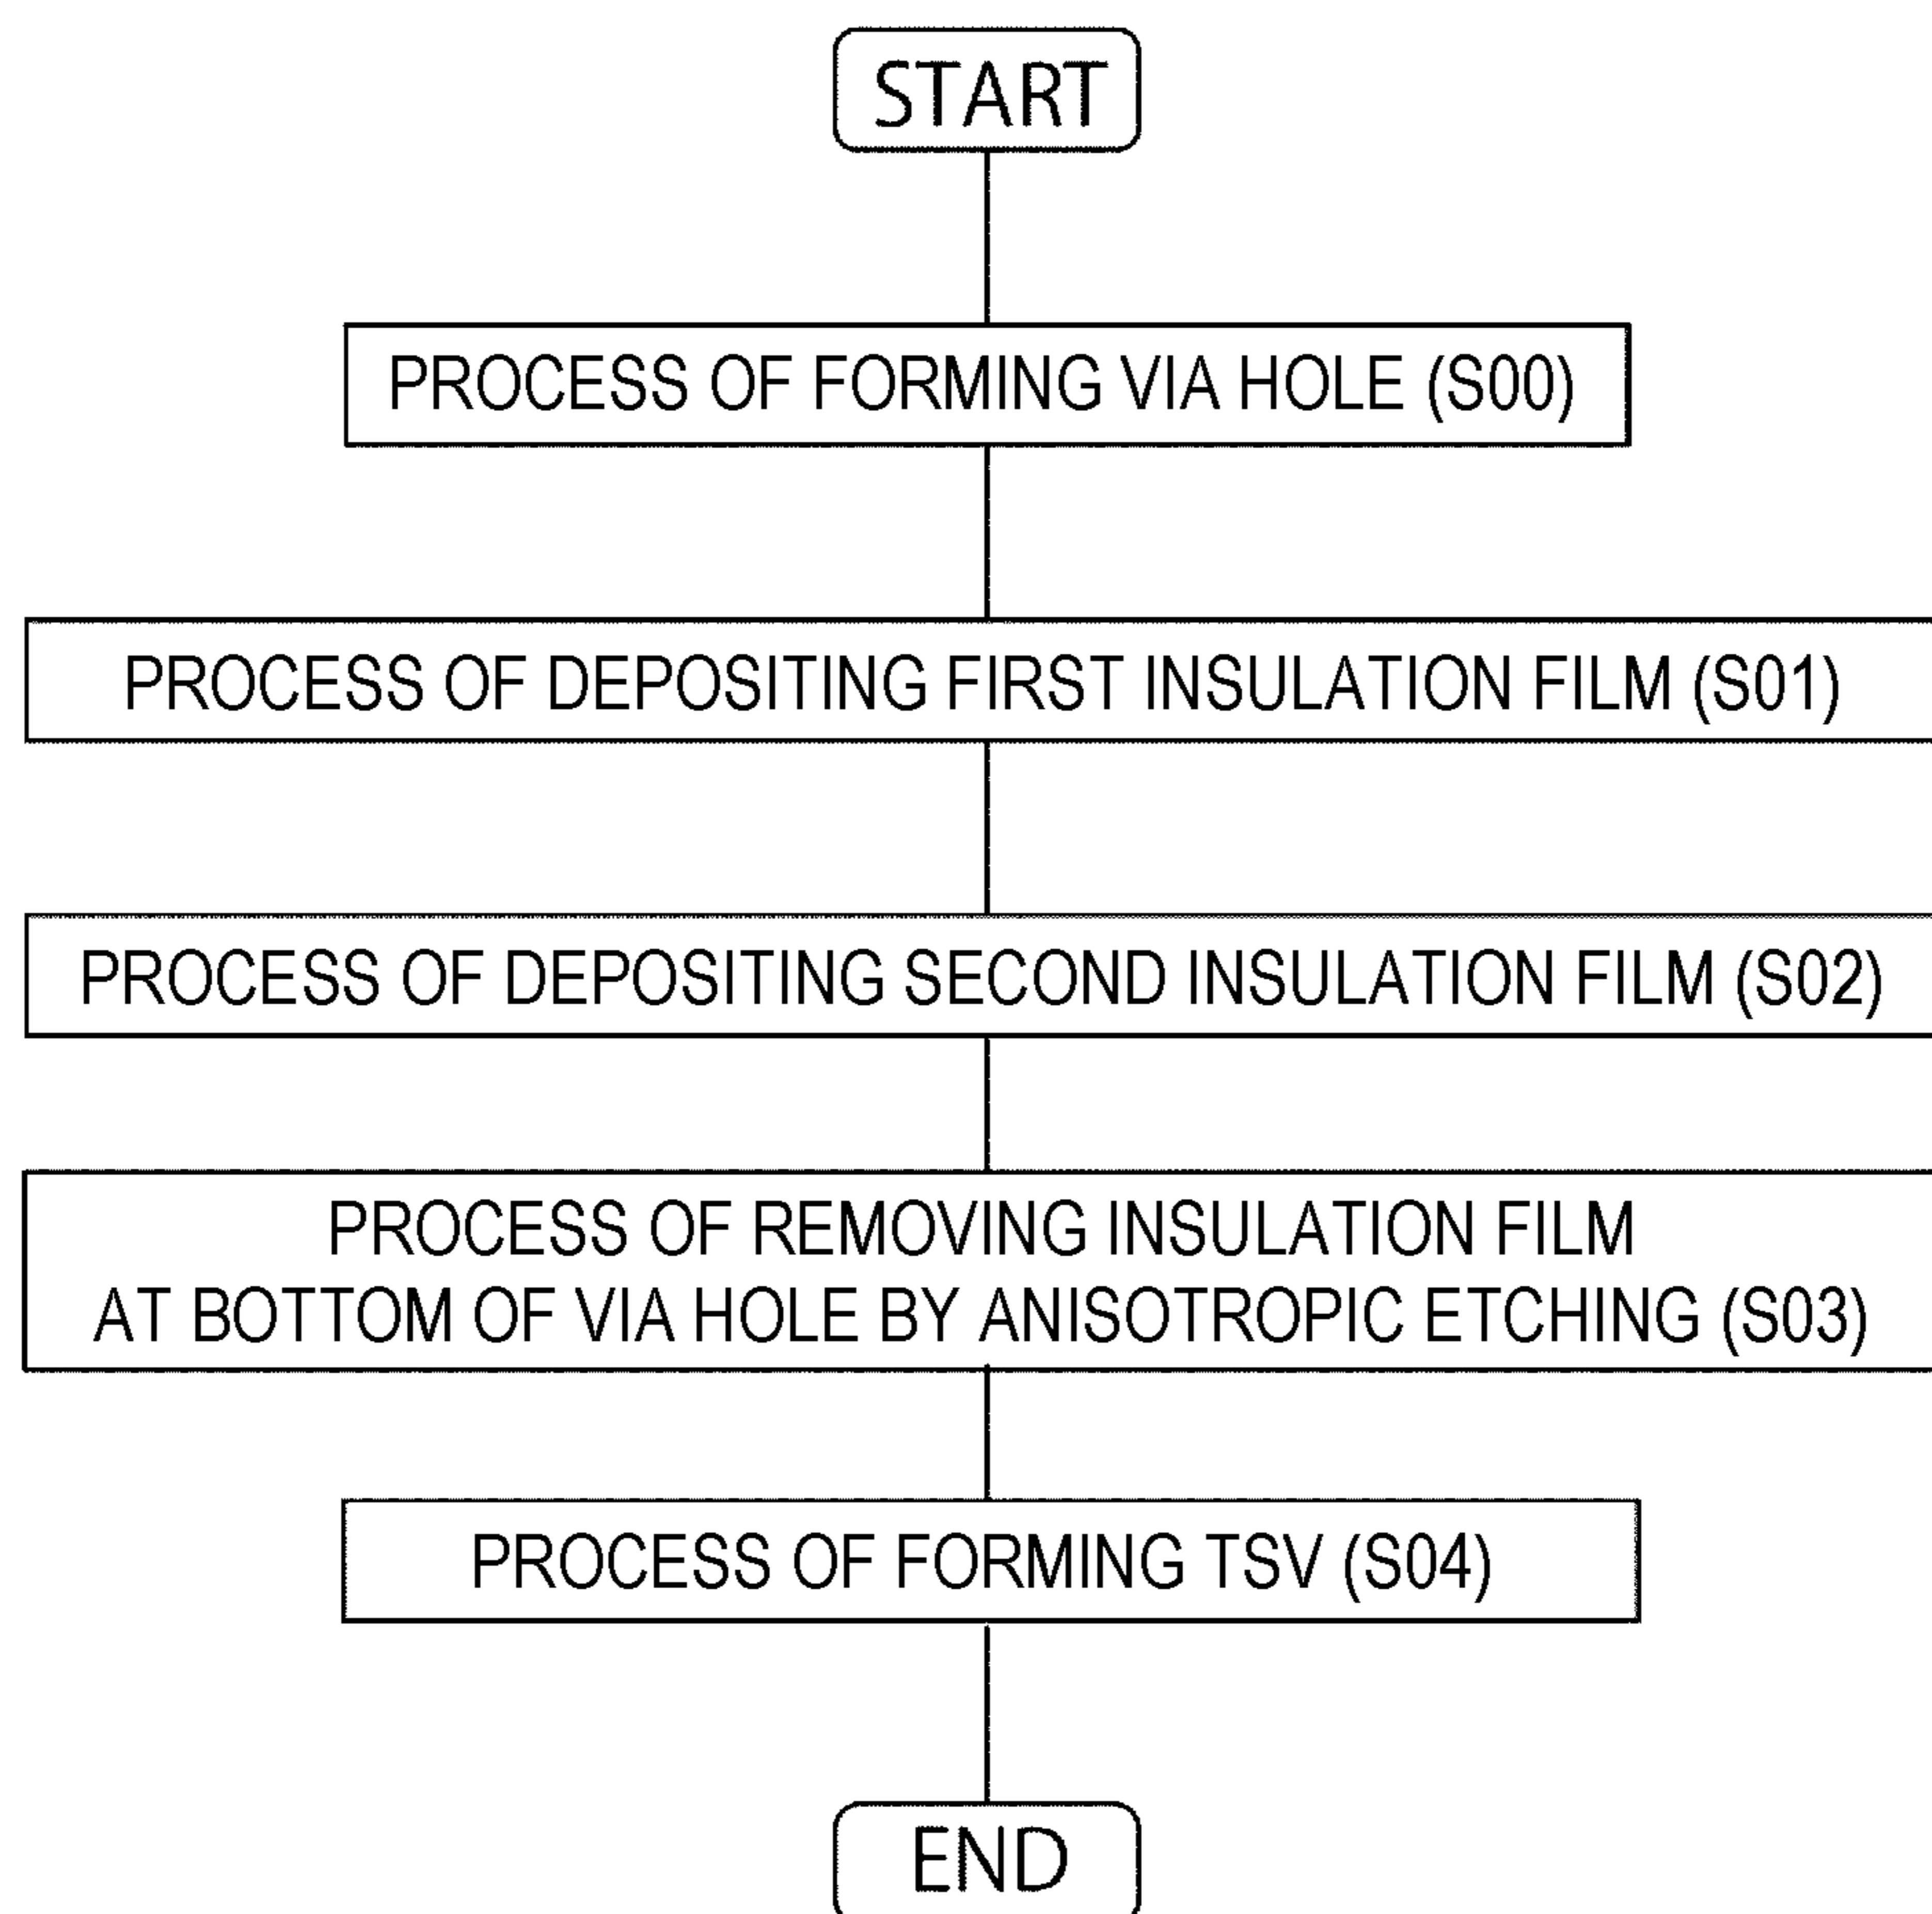 START
PROCESS OF FORMING VIA HOLE (S00)
PROCESS OF DEPOSITING FIRST INSULATION FILM (S01)
PROCESS OF DEPOSITING SECOND INSULATION FILM (S02)
PROCESS OF REMOVING INSULATION FILM
AT BOTTOM OF VIA HOLE BY ANISOTROPIC ETCHING (S03)
PROCESS OF FORMING TSV (S04)
END